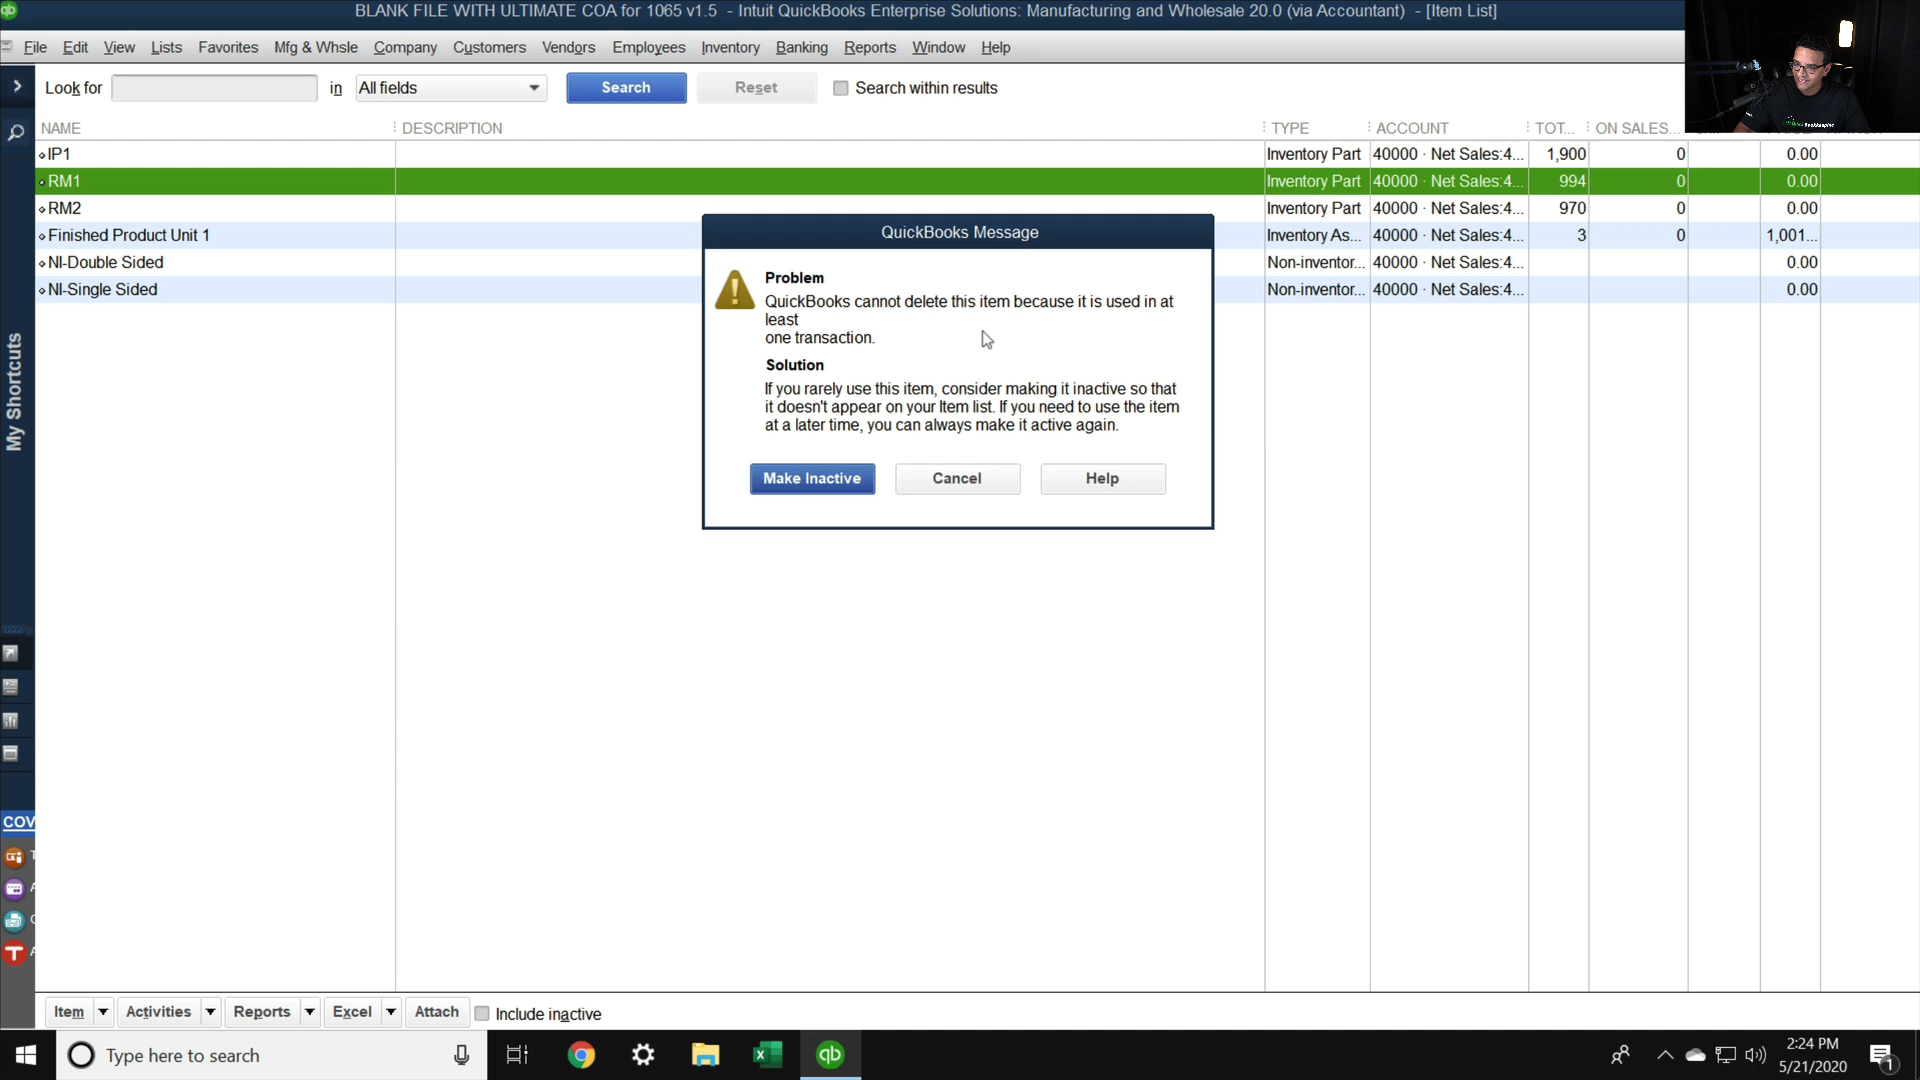 BLANK FILE WITH ULTIMATE COA for 1065 v1.5 - Intuit QuickBooks Enterprise Solutions: Manufacturing and Wholesale 20.0 (via Accountant) - [Item List]
File Edit View Lists Favorites Mfg & Whsle Company Customers Vendors Employees Inventory Banking Reports Window Help
Look for in All fields Search Reset Search within results
NAME DESCRIPTION TYPE ACCOUNT TOT... ON SALES...
IP1 Inventory Part 40000 · Net Sales:4... 1,900 0 0.00
RM1 Inventory Part 40000 · Net Sales:4... 994 0 0.00
RM2 Inventory Part 40000 · Net Sales:4... 970 0 0.00
Finished Product Unit 1 Inventory As... 40000 · Net Sales:4... 3 0 1,001...
NI-Double Sided Non-inventor... 40000 · Net Sales:4... 0.00
NI-Single Sided Non-inventor... 40000 · Net Sales:4... 0.00
QuickBooks Message
Problem
QuickBooks cannot delete this item because it is used in at
least
one transaction.
Solution
If you rarely use this item, consider making it inactive so that
it doesn't appear on your Item list. If you need to use the item
at a later time, you can always make it active again.
Make Inactive Cancel Help
My Shortcuts
COV
Item Activities Reports Excel Attach Include inactive
Type here to search
qb
2:24 PM
5/21/2020
1